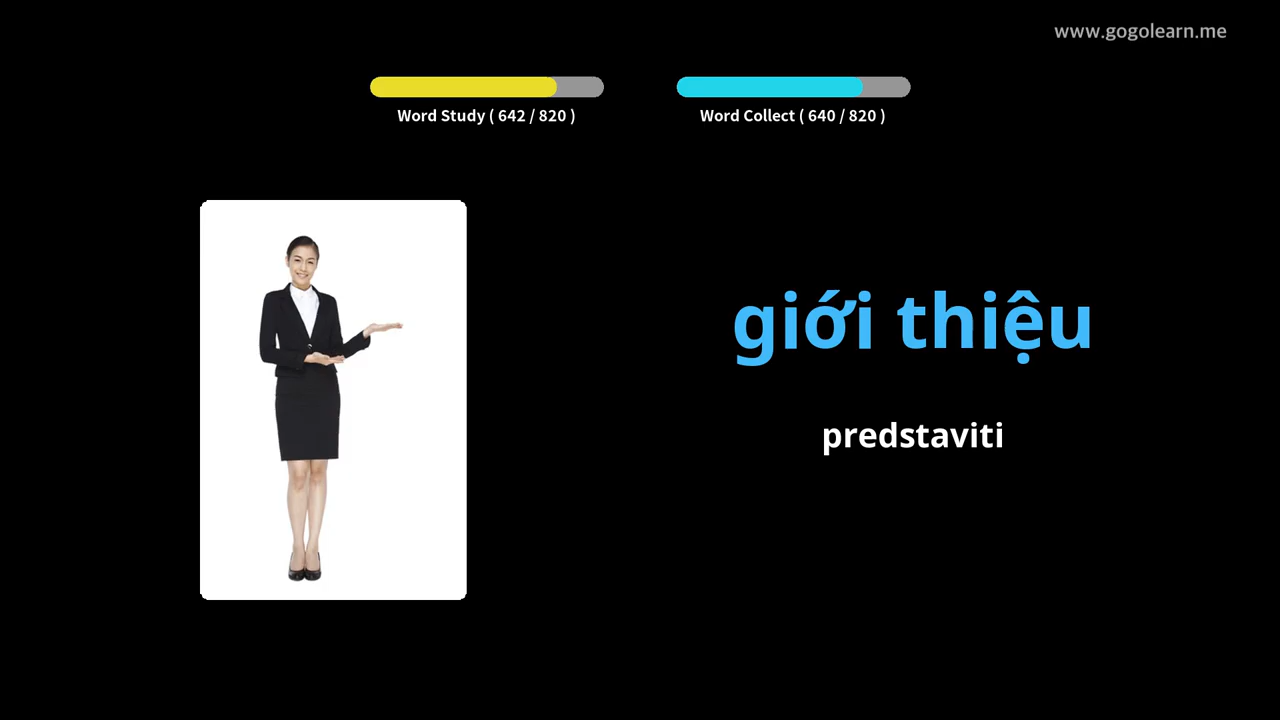 www.gogolearn.me
Word Study ( 642 / 820 )
Word Collect ( 640 / 820 )
giới thiệu
predstaviti